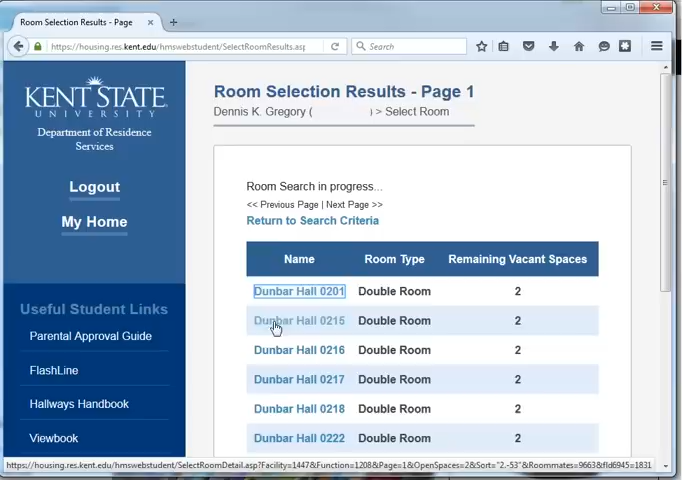 Room Selection Results - Page
https://housing.res.kent.edu/hmswebstudent/SelectRoomResults.asp
Search
KENT STATE
UNIVERSITY
Department of Residence
Services
Logout
My Home
Useful Student Links
Parental Approval Guide
FlashLine
Hallways Handbook
Viewbook
Room Selection Results - Page 1
Dennis K. Gregory ( ) > Select Room
Room Search in progress...
<< Previous Page | Next Page >>
Return to Search Criteria
Name Room Type Remaining Vacant Spaces
Dunbar Hall 0201 Double Room 2
Dunbar Hall 0215 Double Room 2
Dunbar Hall 0216 Double Room 2
Dunbar Hall 0217 Double Room 2
Dunbar Hall 0218 Double Room 2
Dunbar Hall 0222 Double Room 2
https://housing.res.kent.edu/hmswebstudent/SelectRoomDetail.asp?Facility=1447&Function=1208&Page=1&OpenSpaces=2&Sort="2.-53"&Roommates=9663&fld6945=1831